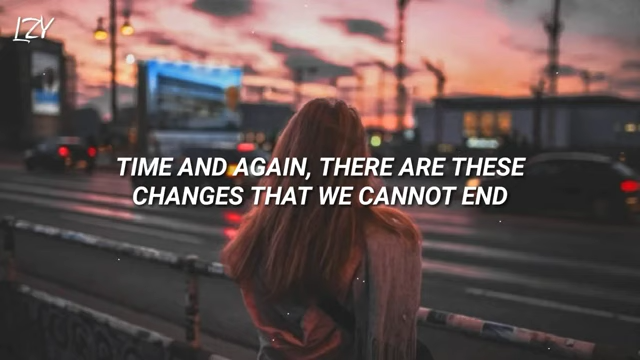 LZY
TIME AND AGAIN, THERE ARE THESE
CHANGES THAT WE CANNOT END